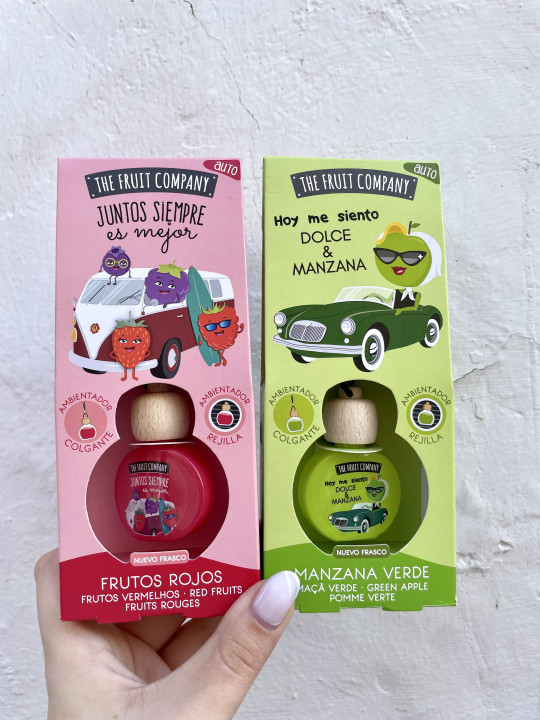 AUTO
THE FRUIT COMPANY
JUNTOS SIEMPRE
es mejor
AMBIENTADOR
COLGANTE
AMBIENTADOR
REJILLA
THE FRUIT COMPANY
JUNTOS SIEMPRE
es mejor
NUEVO FRASCO
FRUTOS ROJOS
FRUTOS VERMELHOS · RED FRUITS
FRUITS ROUGES
AUTO
THE FRUIT COMPANY
Hoy me siento
DOLCE
&
MANZANA
AMBIENTADOR
COLGANTE
AMBIENTADOR
REJILLA
THE FRUIT COMPANY
Hoy me siento
DOLCE
&
MANZANA
NUEVO FRASCO
MANZANA VERDE
MAÇÃ VERDE · GREEN APPLE
POMME VERTE